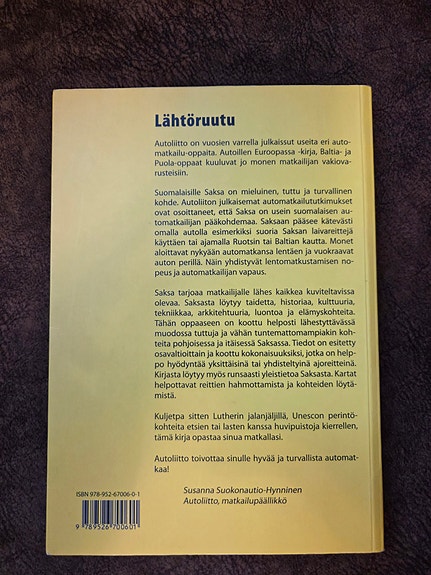 Lähtöruutu
Autoliitto on vuosien varrella julkaissut useita eri auto-
matkailu-oppaita. Autoillen Euroopassa -kirja, Baltia- ja
Puola-oppaat kuuluvat jo monen matkailijan vakiova-
rusteisiin.
Suomalaisille Saksa on mieluinen, tuttu ja turvallinen
kohde. Autoliiton julkaisemat automatkailututkimukset
ovat osoittaneet, että Saksa on usein suomalaisen au-
tomatkailijan pääkohdemaa. Saksaan pääsee kätevästi
omalla autolla esimerkiksi suoria Saksan laivareittejä
käyttäen tai ajamalla Ruotsin tai Baltian kautta. Monet
aloittavat nykyään automatkansa lentäen ja vuokraavat
auton perillä. Näin yhdistyvät lentomatkustamisen no-
peus ja automatkailijan vapaus.
Saksa tarjoaa matkailijalle lähes kaikkea kuviteltavissa
olevaa. Saksasta löytyy taidetta, historiaa, kulttuuria,
tekniikkaa, arkkitehtuuria, luontoa ja elämyskohteita.
Tähän oppaaseen on koottu helposti lähestyttävässä
muodossa tuttuja ja vähän tuntemattomampiakin koh-
teita pohjoisessa ja itäisessä Saksassa. Tiedot on esitetty
osavaltioittain ja koottu kokonaisuuksiksi, jotka on help-
po hyödyntää yksittäisinä tai yhdisteltyinä ajoreitteinä.
Kirjasta löytyy myös runsaasti yleistietoa Saksasta. Kartat
helpottavat reittien hahmottamista ja kohteiden löytä-
mistä.
Kuljetpa sitten Lutherin jalanjäljillä, Unescon perintö-
kohteita etsien tai lasten kanssa huvipuistoja kierrellen,
tämä kirja opastaa sinua matkallasi.
Autoliitto toivottaa sinulle hyvää ja turvallista automat-
kaa!
Susanna Suokonautio-Hynninen
Autoliitto, matkailupäällikkö
ISBN 978-952-67006-0-1
9 789526 700601